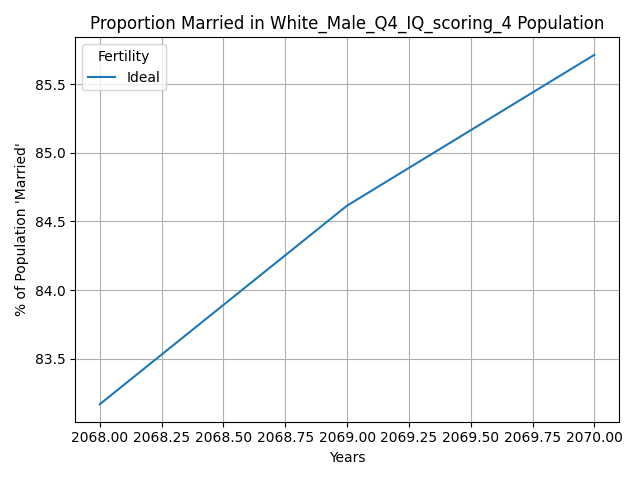 Proportion Married in White_Male_Q4_IQ_scoring_4 Population
Fertility
Ideal
% of Population 'Married'
85.5
85.0
84.5
84.0
83.5
2068.00 2068.25 2068.50 2068.75 2069.00 2069.25 2069.50 2069.75 2070.00
Years